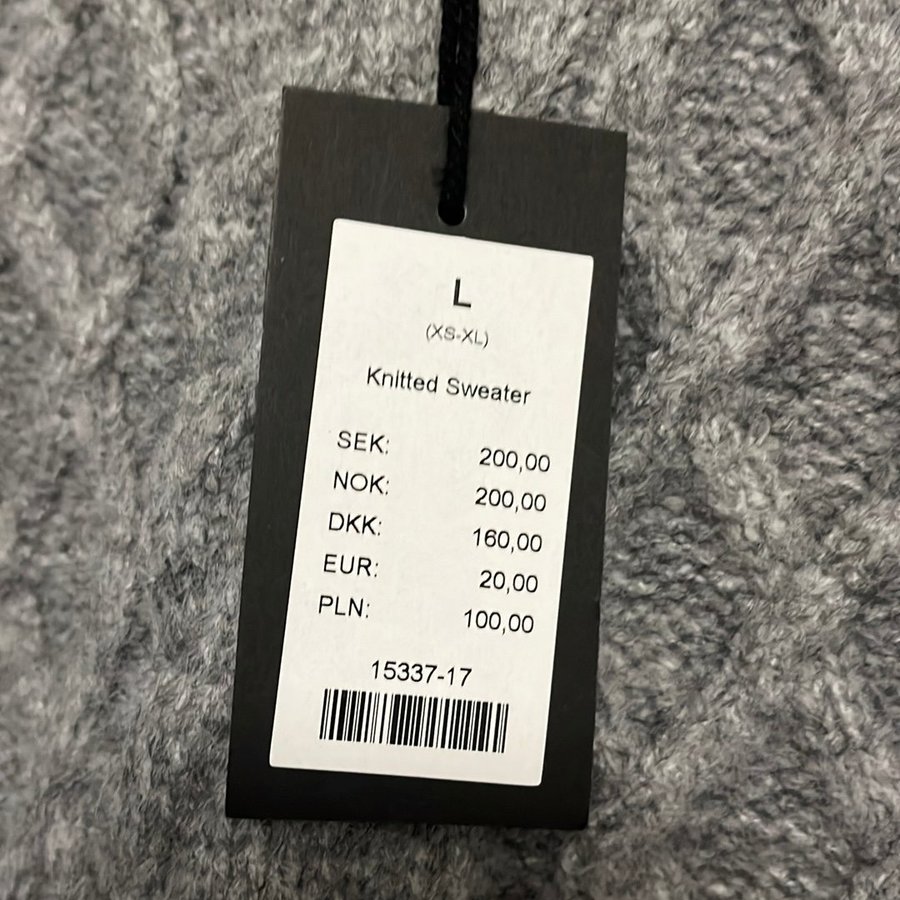 L
(XS-XL)
Knitted Sweater
SEK: 200,00
NOK: 200,00
DKK: 160,00
EUR: 20,00
PLN: 100,00
15337-17